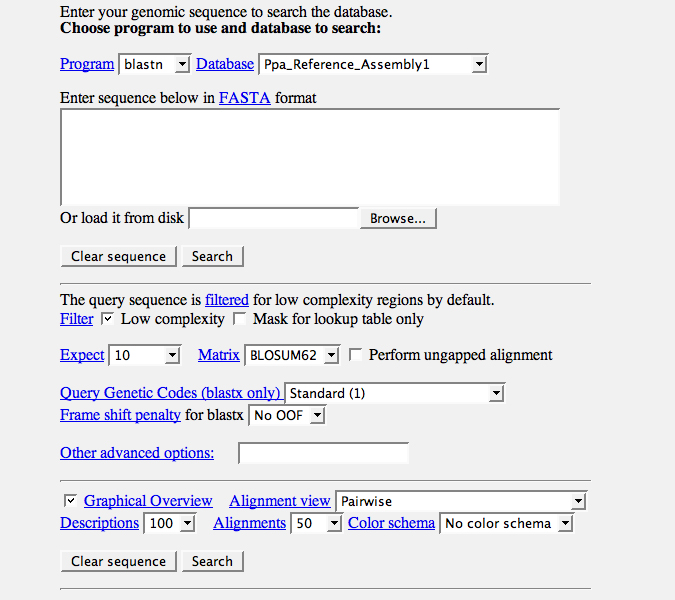 Enter your genomic sequence to search the database.
Choose program to use and database to search:
Program blastn Database Ppa_Reference_Assembly1
Enter sequence below in FASTA format
Or load it from disk Browse...
Clear sequence Search
The query sequence is filtered for low complexity regions by default.
Filter Low complexity Mask for lookup table only
Expect 10 Matrix BLOSUM62 Perform ungapped alignment
Query Genetic Codes (blastx only) Standard (1)
Frame shift penalty for blastx No OOF
Other advanced options:
Graphical Overview Alignment view Pairwise
Descriptions 100 Alignments 50 Color schema No color schema
Clear sequence Search